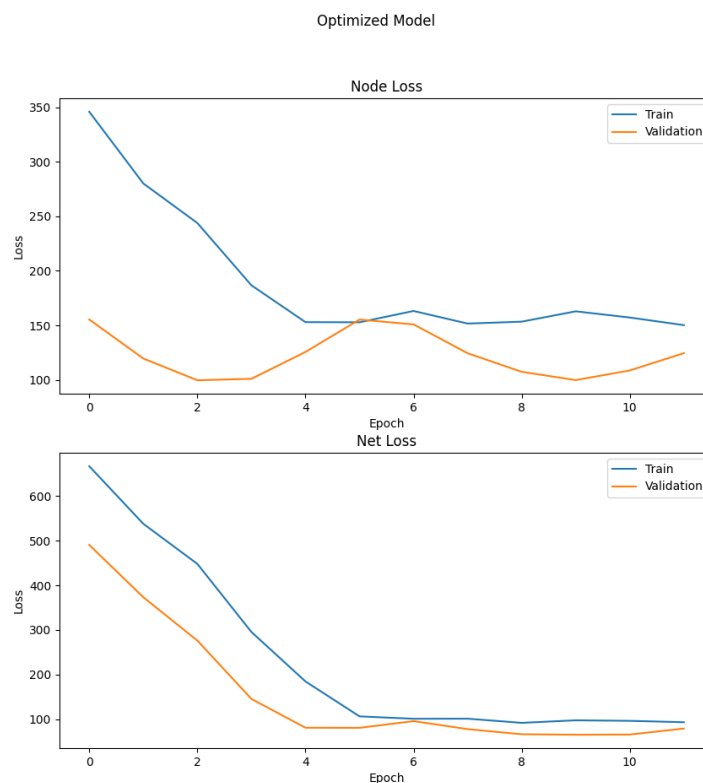 Optimized Model
Node Loss
350
300
250
200
150
100
Loss
Train
Validation
0 2 4 6 8 10
Epoch
Net Loss
600
500
400
300
200
100
Loss
Train
Validation
0 2 4 6 8 10
Epoch